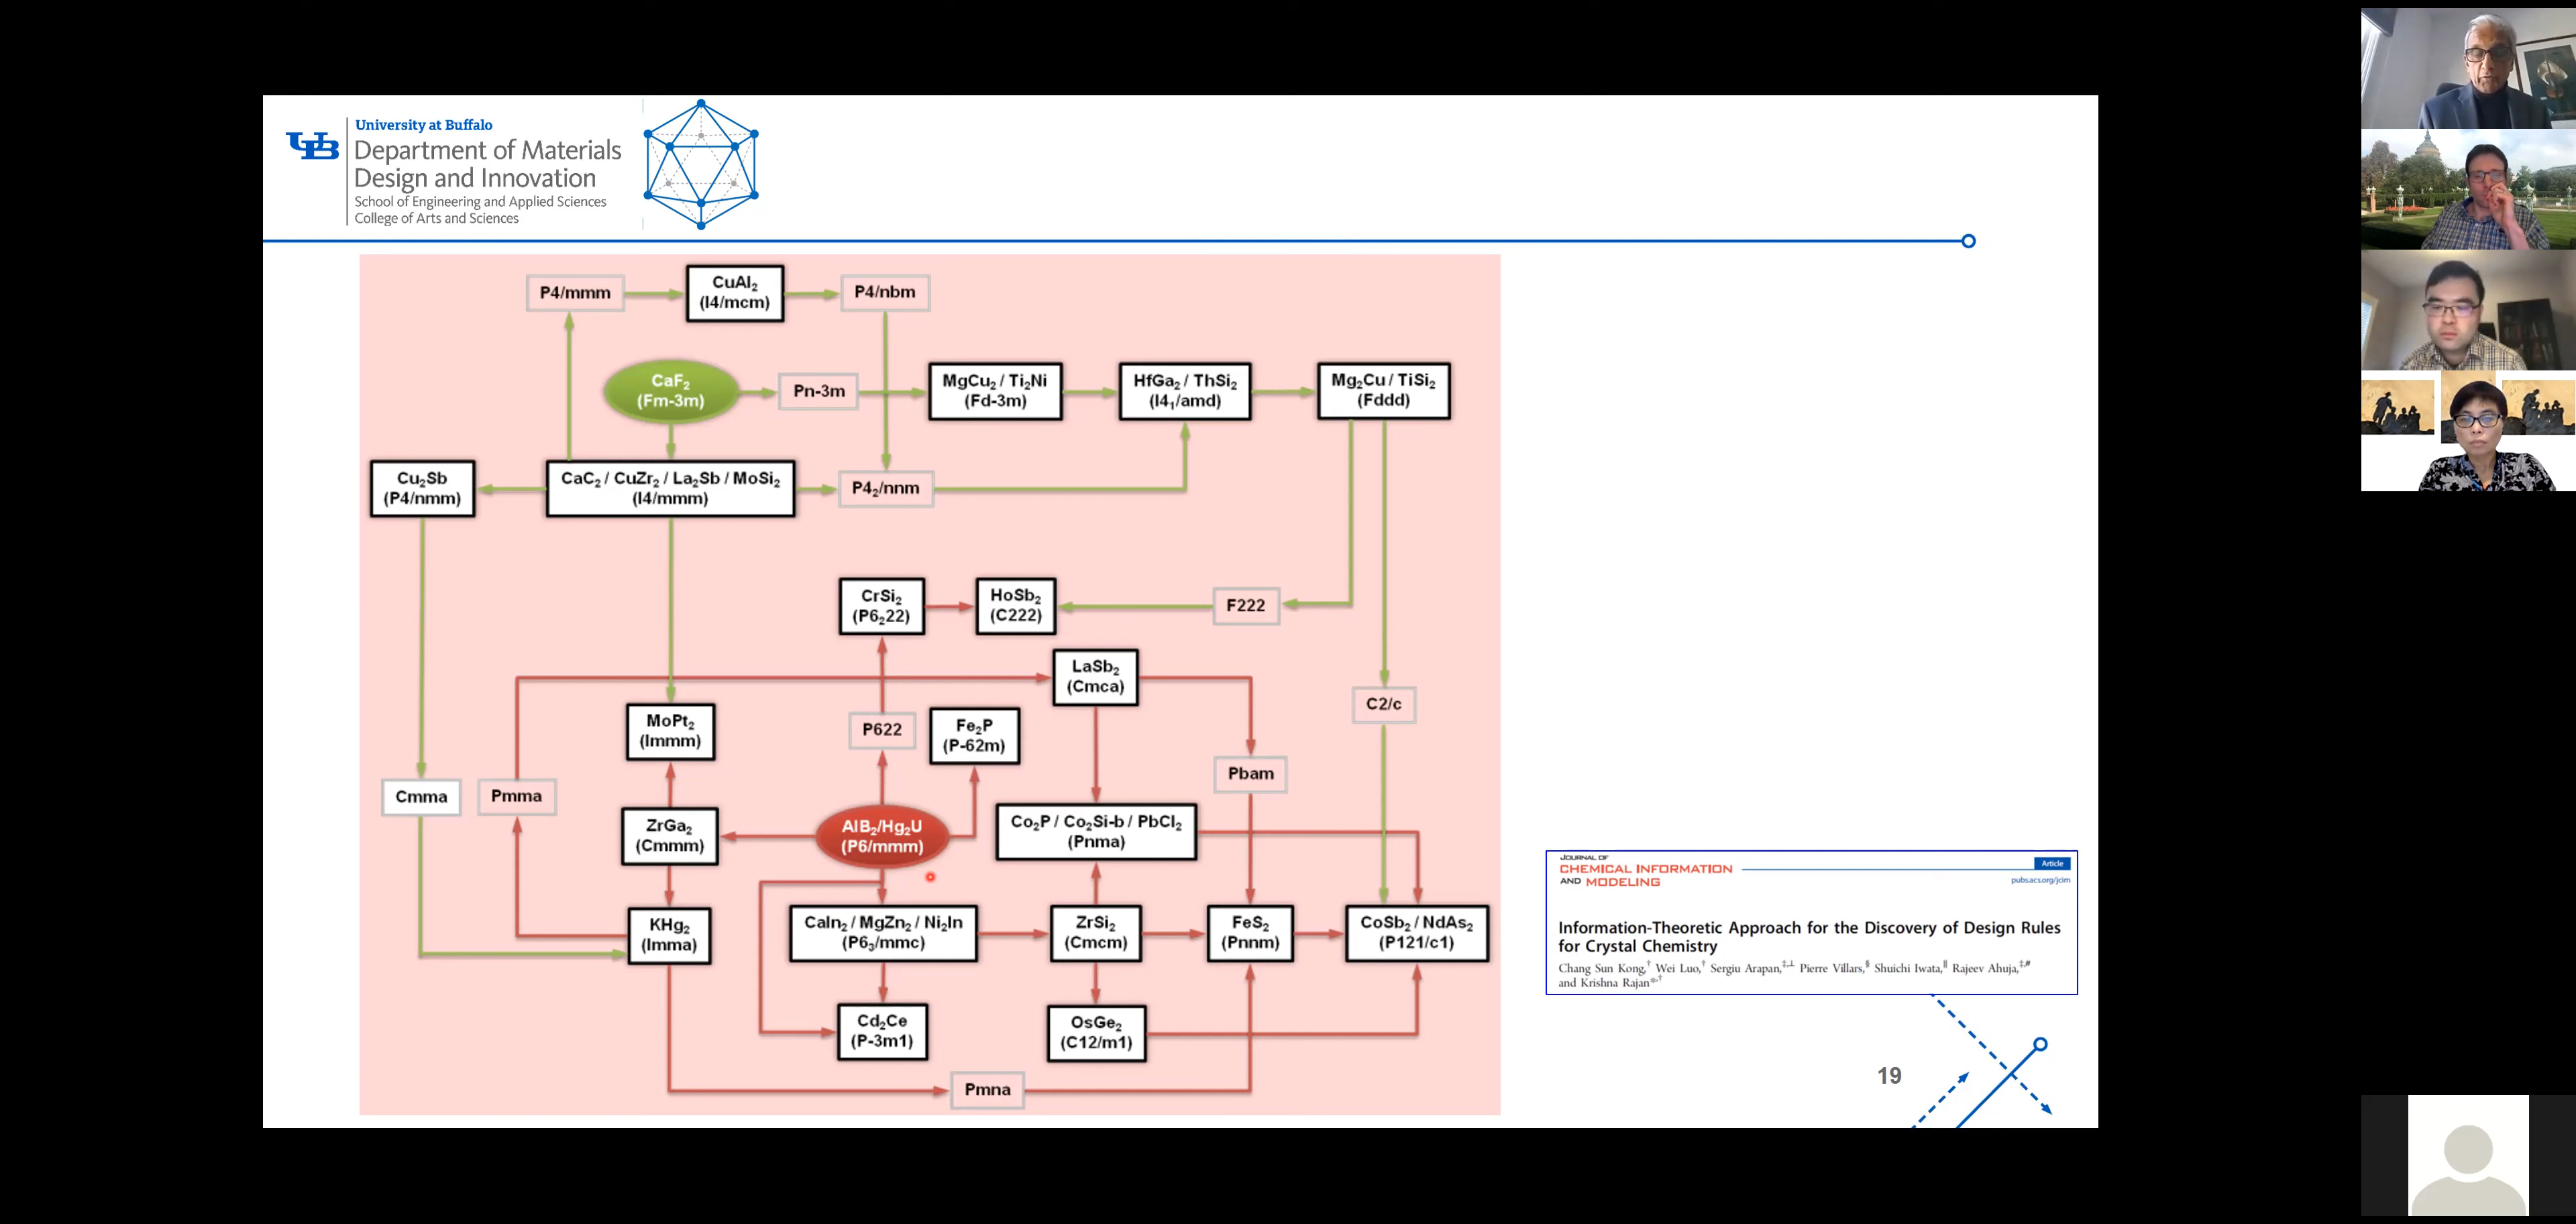 University at Buffalo
UB
Department of Materials
Design and Innovation
School of Engineering and Applied Sciences
College of Arts and Sciences
P4/mmm
CuAl₂
(I4/mcm)
P4/nbm
CaF₂
(Fm-3m)
Pn-3m
MgCu₂ / Ti₂Ni
(Fd-3m)
HfGa₂ / ThSi₂
(I4₁/amd)
Mg₂Cu / TiSi₂
(Fddd)
Cu₂Sb
(P4/nmm)
CaC₂ / CuZr₂ / La₂Sb / MoSi₂
(I4/mmm)
P4₂/nnm
CrSi₂
(P6₂22)
HoSb₂
(C222)
F222
LaSb₂
(Cmca)
MoPt₂
(Immm)
P622
Fe₂P
(P-62m)
C2/c
Pbam
Cmma
Pmma
ZrGa₂
(Cmmm)
AlB₂/Hg₂U
(P6/mmm)
Co₂P / Co₂Si-b / PbCl₂
(Pnma)
KHg₂
(Imma)
CaIn₂ / MgZn₂ / Ni₂In
(P6₃/mmc)
ZrSi₂
(Cmcm)
FeS₂
(Pnnm)
CoSb₂ / NdAs₂
(P121/c1)
Cd₂Ce
(P-3m1)
OsGe₂
(C12/m1)
Pmna
JOURNAL OF
CHEMICAL INFORMATION
AND MODELING
Article
pubs.acs.org/jcim
Information-Theoretic Approach for the Discovery of Design Rules
for Crystal Chemistry
Chang Sun Kong,† Wei Luo,† Sergiu Arapan,‡,⊥ Pierre Villars,§ Shuichi Iwata,∥ Rajeev Ahuja,‡,#
and Krishna Rajan*,†
19